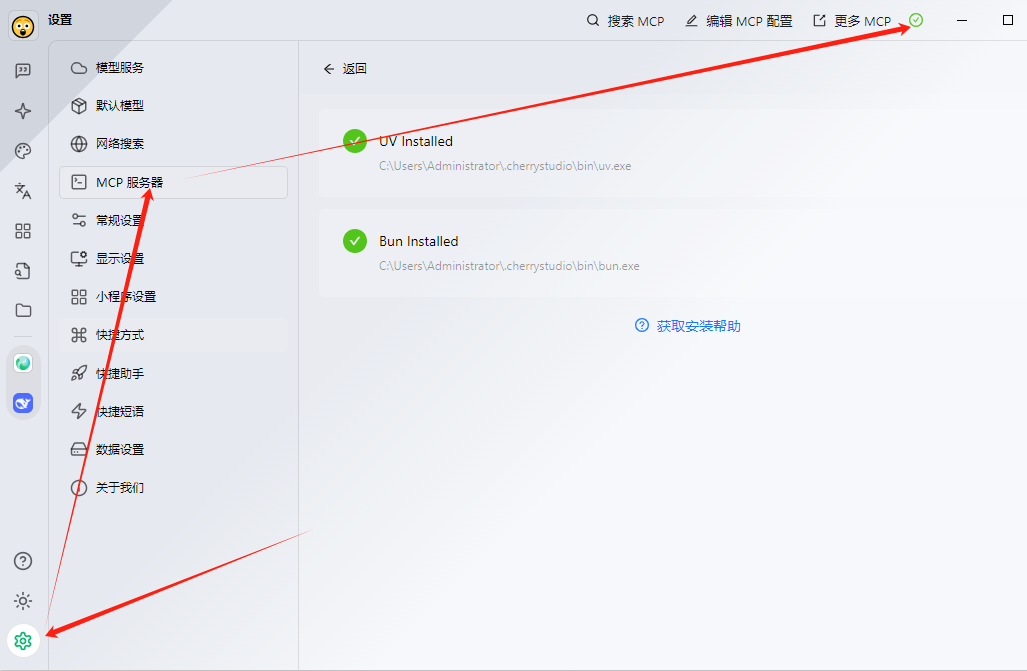 设置
搜索 MCP
编辑 MCP 配置
更多 MCP
模型服务
默认模型
网络搜索
MCP 服务器
常规设置
显示设置
小程序设置
快捷方式
快捷助手
快捷短语
数据设置
关于我们
返回
UV Installed
C:\Users\Administrator\.cherrystudio\bin\uv.exe
Bun Installed
C:\Users\Administrator\.cherrystudio\bin\bun.exe
获取安装帮助